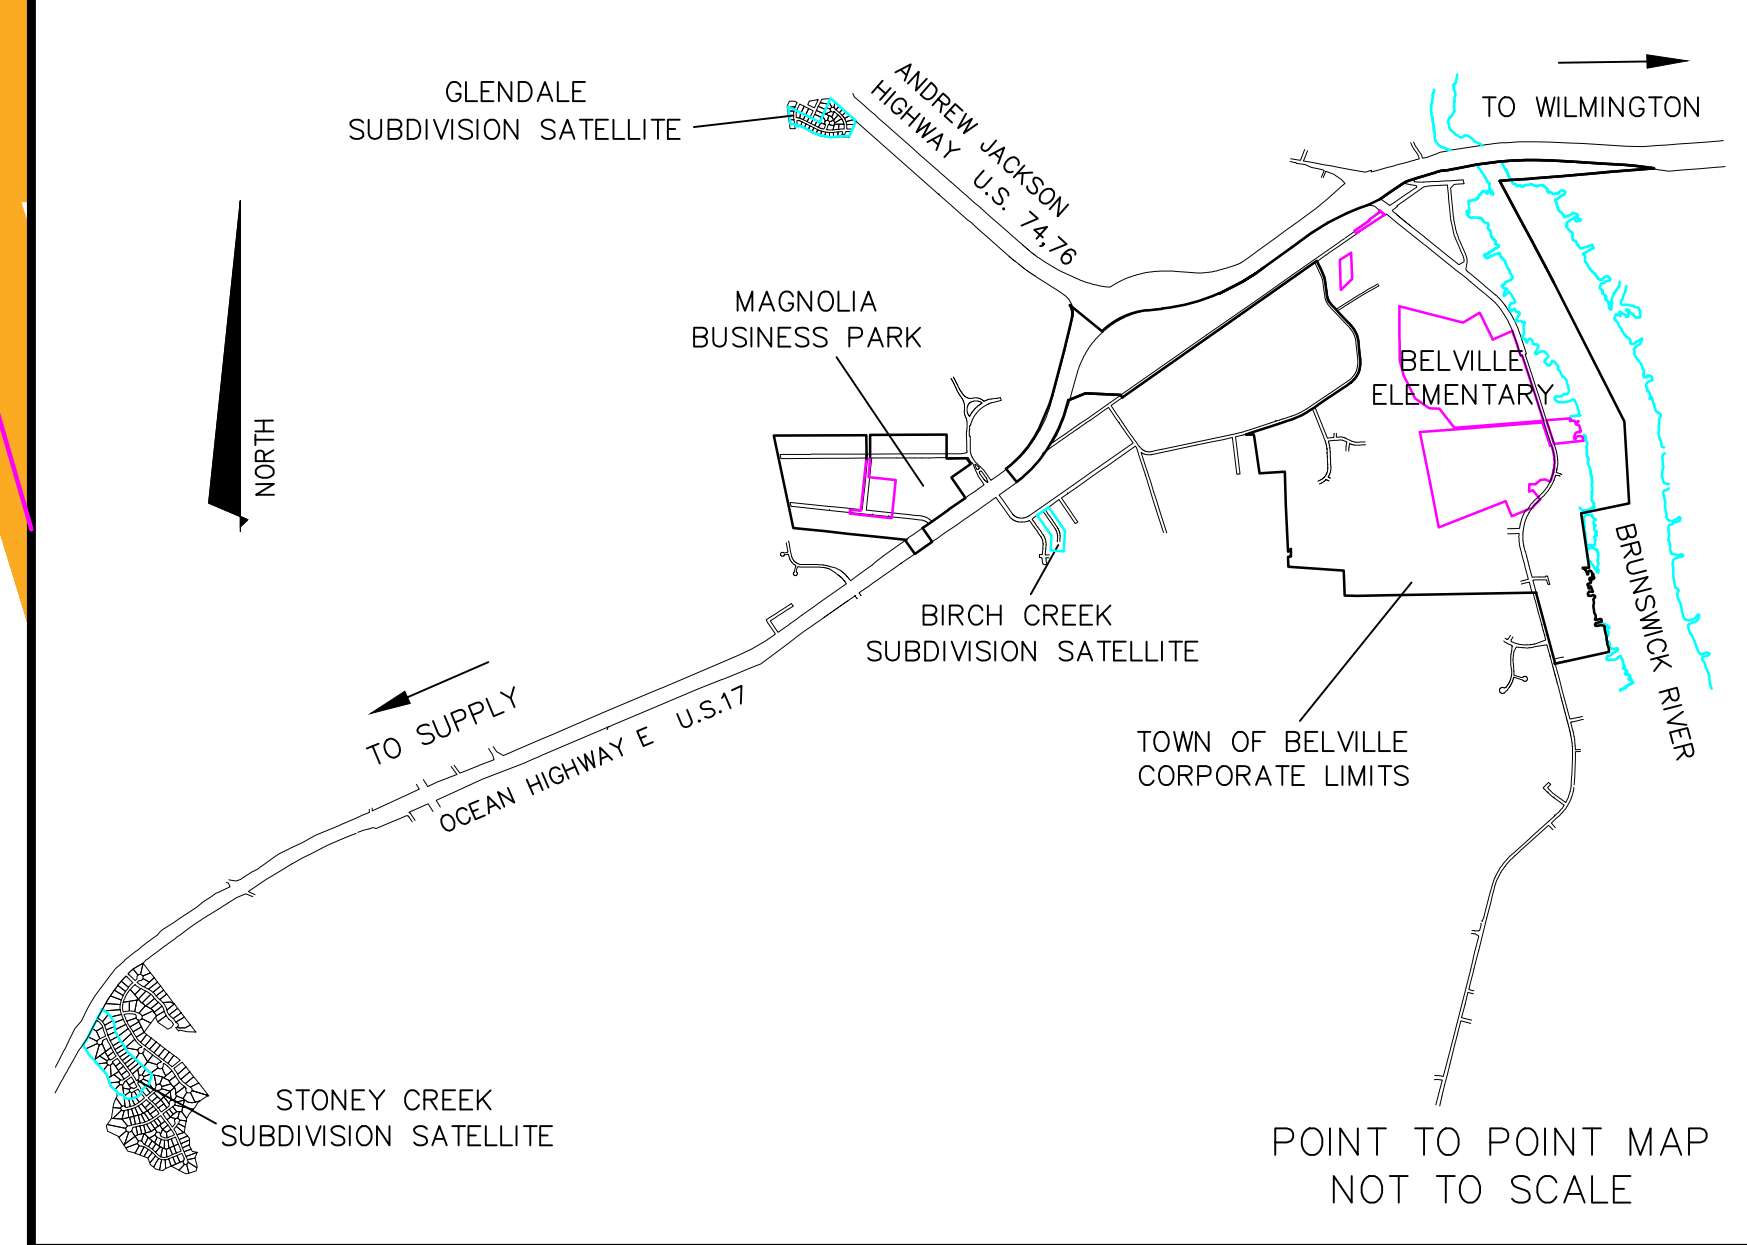 GLENDALE
SUBDIVISION SATELLITE
ANDREW JACKSON
HIGHWAY U.S. 74,76
TO WILMINGTON
MAGNOLIA
BUSINESS PARK
BELVILLE
ELEMENTARY
NORTH
BIRCH CREEK
SUBDIVISION SATELLITE
BRUNSWICK RIVER
TO SUPPLY
OCEAN HIGHWAY E U.S.17
TOWN OF BELVILLE
CORPORATE LIMITS
STONEY CREEK
SUBDIVISION SATELLITE
POINT TO POINT MAP
NOT TO SCALE